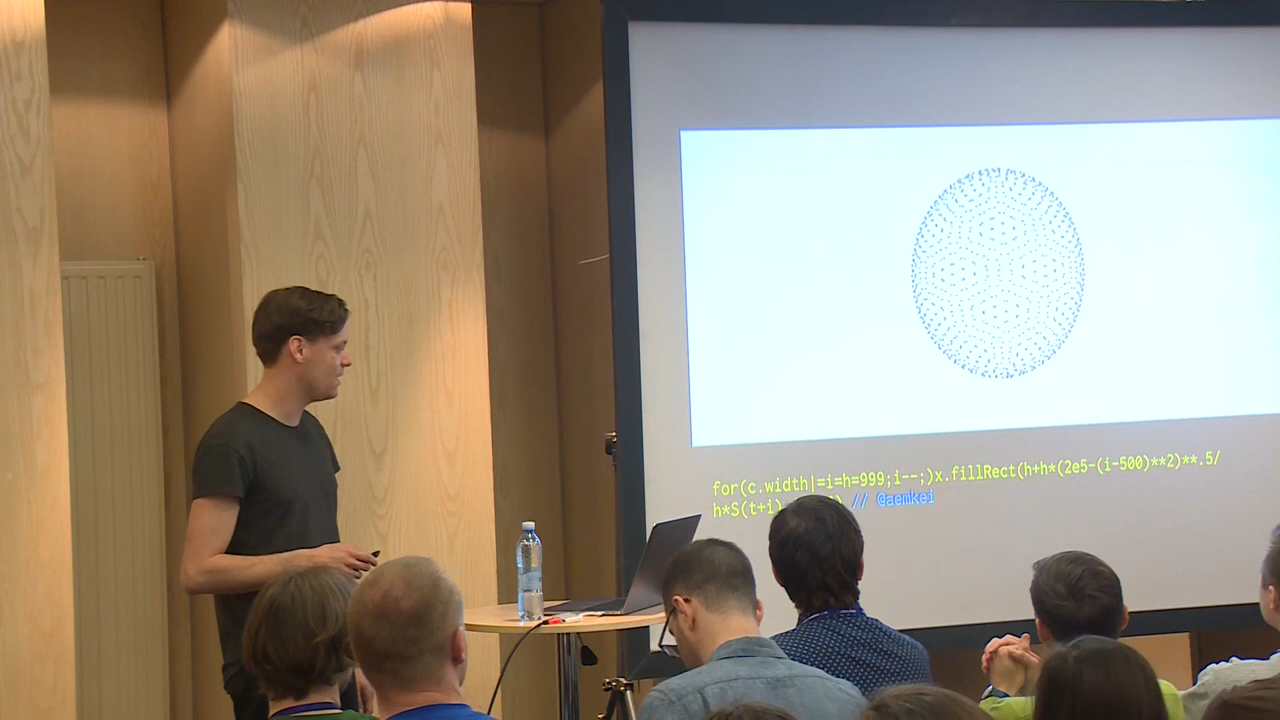 for(c.width|=i=h=999;i--;)x.fillRect(h+h*(2e5-(i-500)**2)**.5/
h*S(t+i) // @aemkei